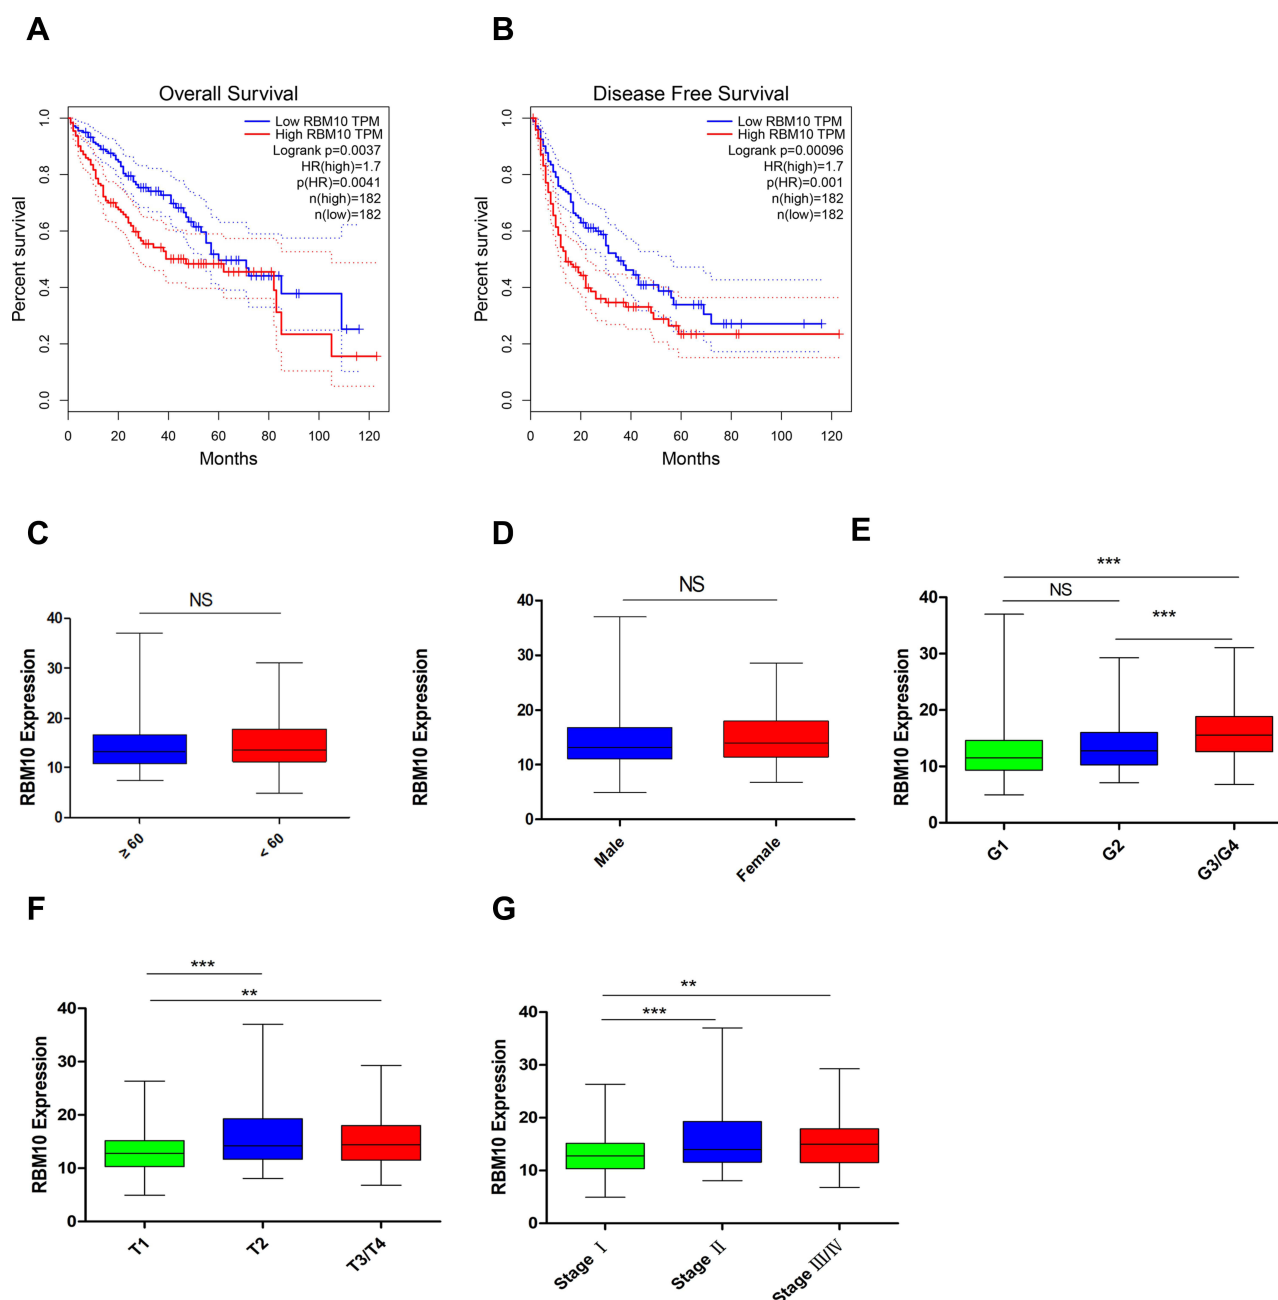 A
B
Overall Survival
Low RBM10 TPM
High RBM10 TPM
Logrank p=0.0037
HR(high)=1.7
p(HR)=0.0041
n(high)=182
n(low)=182
Percent survival
0.0
0.2
0.4
0.6
0.8
1.0
0 20 40 60 80 100 120
Months
Disease Free Survival
Low RBM10 TPM
High RBM10 TPM
Logrank p=0.00096
HR(high)=1.7
p(HR)=0.001
n(high)=182
n(low)=182
Percent survival
0.0
0.2
0.4
0.6
0.8
1.0
0 20 40 60 80 100 120
Months
C
NS
RBM10 Expression
40
30
20
10
0
≥ 60
< 60
D
NS
RBM10 Expression
40
30
20
10
0
Male
Female
E
***
NS
***
RBM10 Expression
40
30
20
10
0
G1
G2
G3/G4
F
***
**
RBM10 Expression
40
30
20
10
0
T1
T2
T3/T4
G
**
***
RBM10 Expression
40
30
20
10
0
Stage Ⅰ
Stage Ⅱ
Stage Ⅲ/Ⅳ